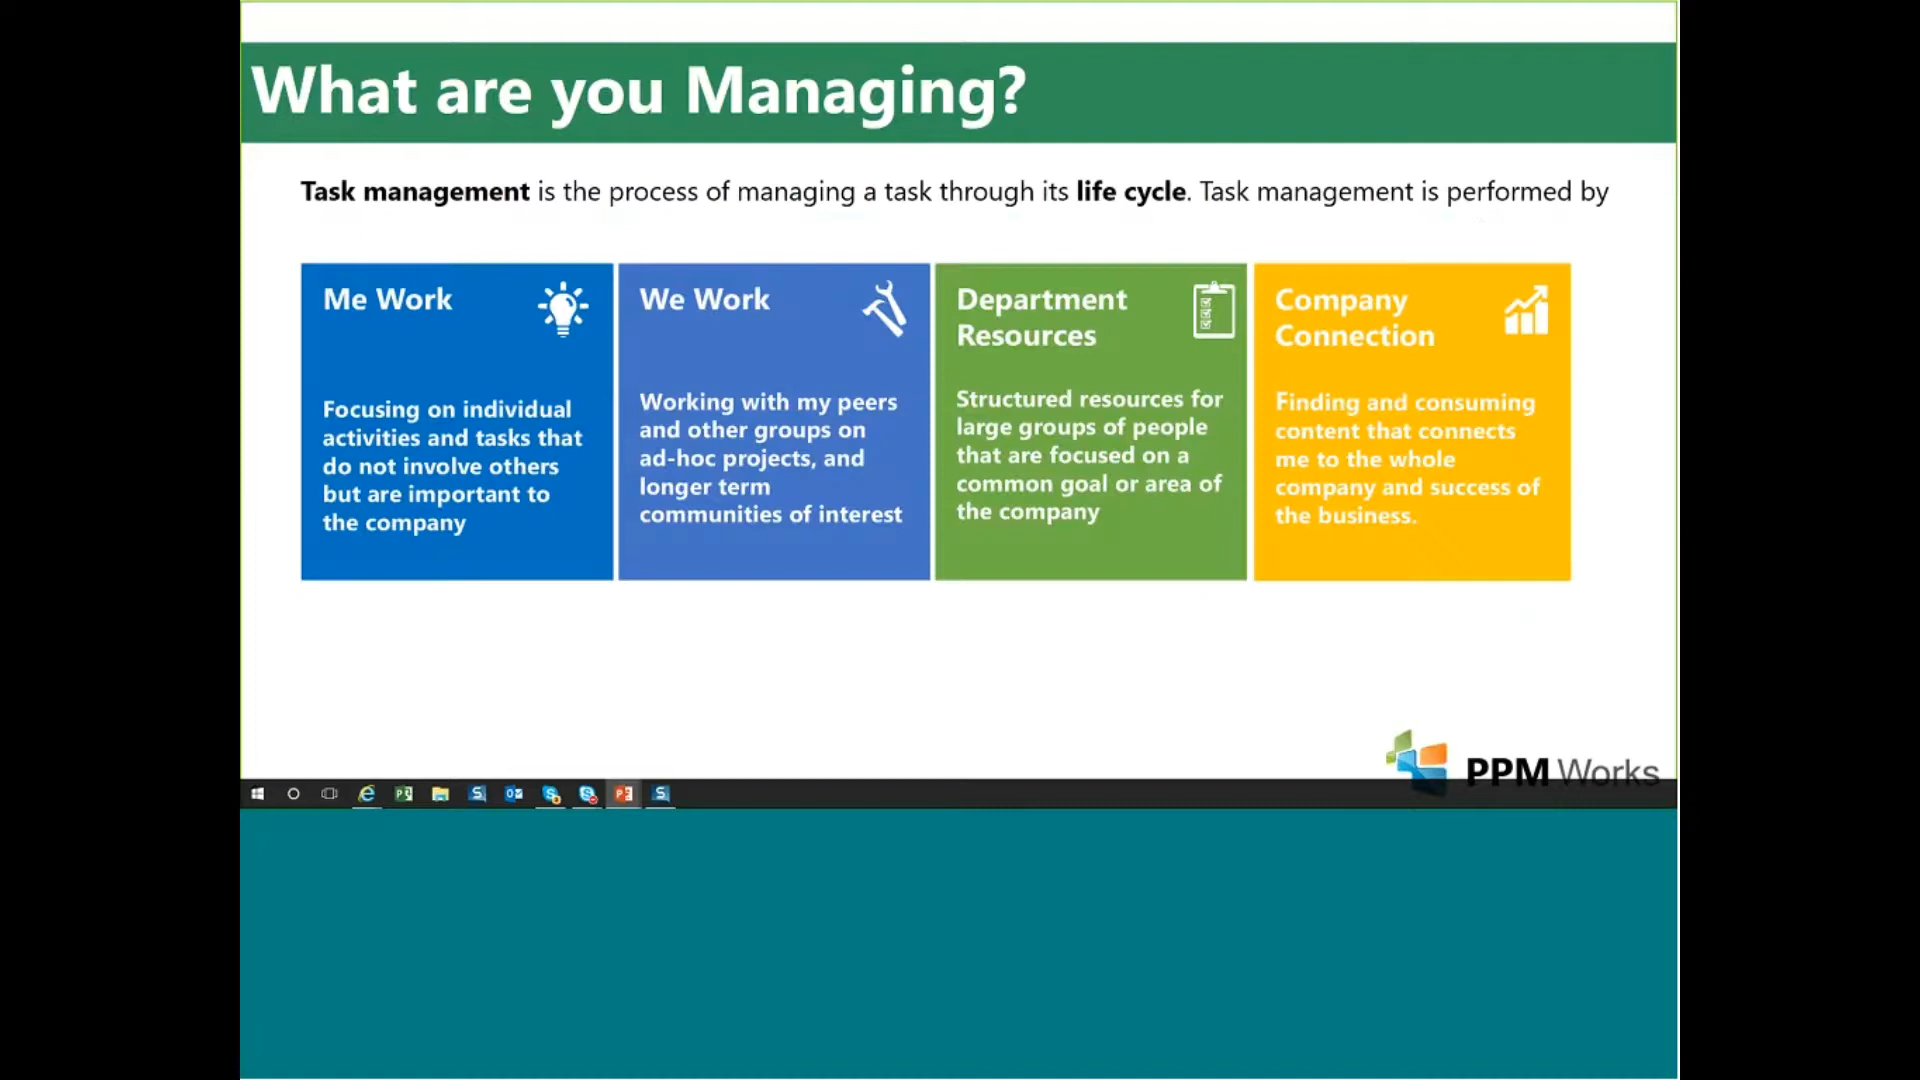 What are you Managing?
Task management is the process of managing a task through its life cycle. Task management is performed by
Me Work
Focusing on individual
activities and tasks that
do not involve others
but are important to
the company
We Work
Working with my peers
and other groups on
ad-hoc projects, and
longer term
communities of interest
Department
Resources
Structured resources for
large groups of people
that are focused on a
common goal or area of
the company
Company
Connection
Finding and consuming
content that connects
me to the whole
company and success of
the business.
PPM Works